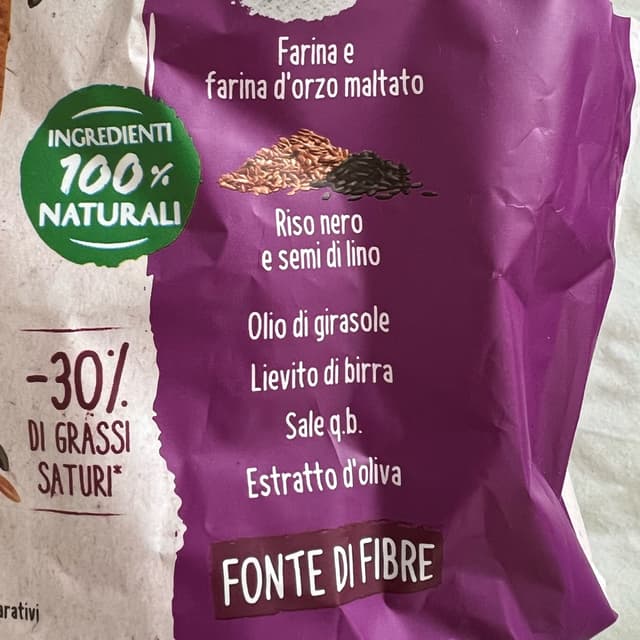 Farina e
farina d'orzo maltato
INGREDIENTI
100%
NATURALI
Riso nero
e semi di lino
Olio di girasole
Lievito di birra
Sale q.b.
Estratto d'oliva
-30%
DI GRASSI
SATURI*
FONTE DI FIBRE